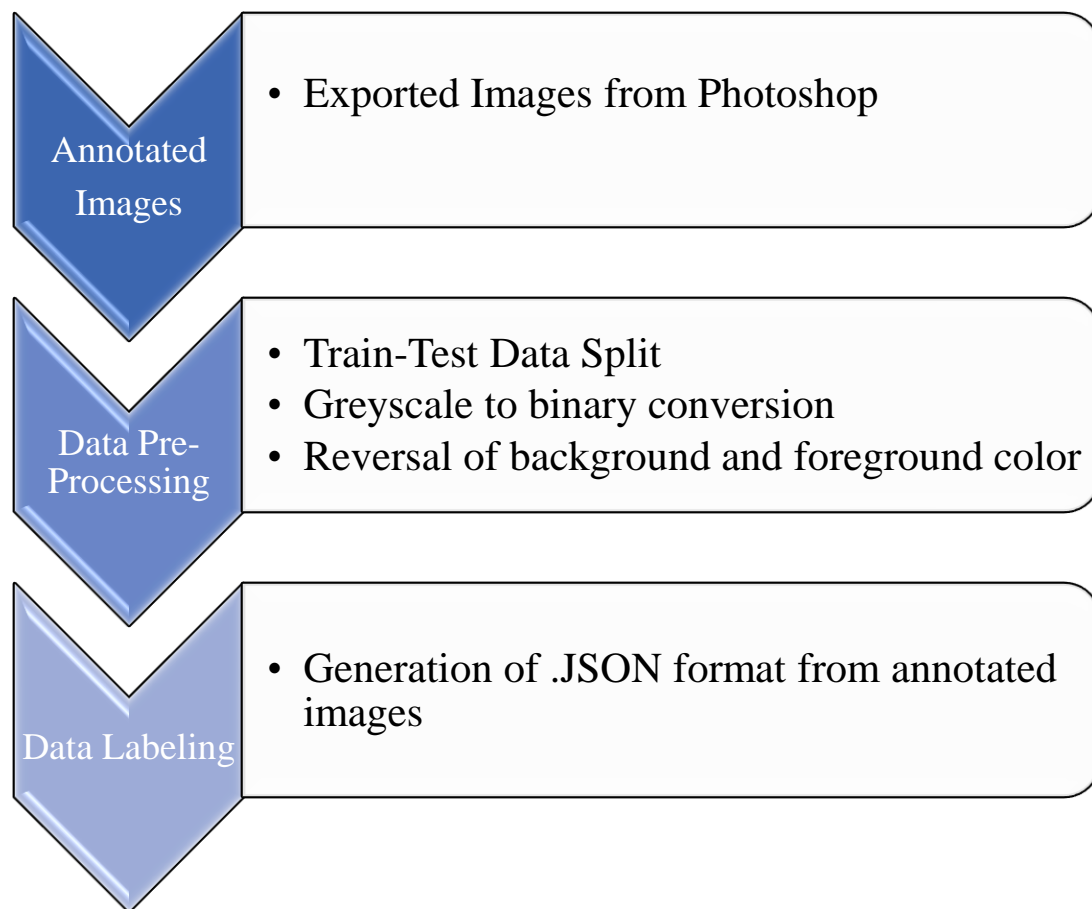 Annotated
Images
• Exported Images from Photoshop
Data Pre-
Processing
• Train-Test Data Split
• Greyscale to binary conversion
• Reversal of background and foreground color
Data Labeling
• Generation of .JSON format from annotated
images